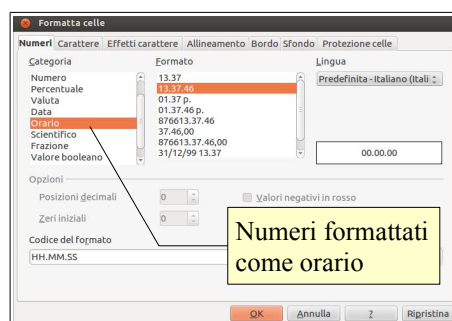 Formatta celle
Numeri Carattere Effetti carattere Allineamento Bordo Sfondo Protezione celle
Categoria
Numero
Percentuale
Valuta
Data
Orario
Scientifico
Frazione
Valore booleano
Formato
13.37
13.37.46
01.37 p.
01.37.46 p.
876613.37.46
37.46,00
876613.37.46,00
31/12/99 13.37
Lingua
Predefinita - Italiano (Itali
00.00.00
Opzioni
Posizioni decimali
0
Valori negativi in rosso
Zeri iniziali
0
Codice del formato
HH.MM.SS
Numeri formattati
come orario
OK Annulla ? Ripristina